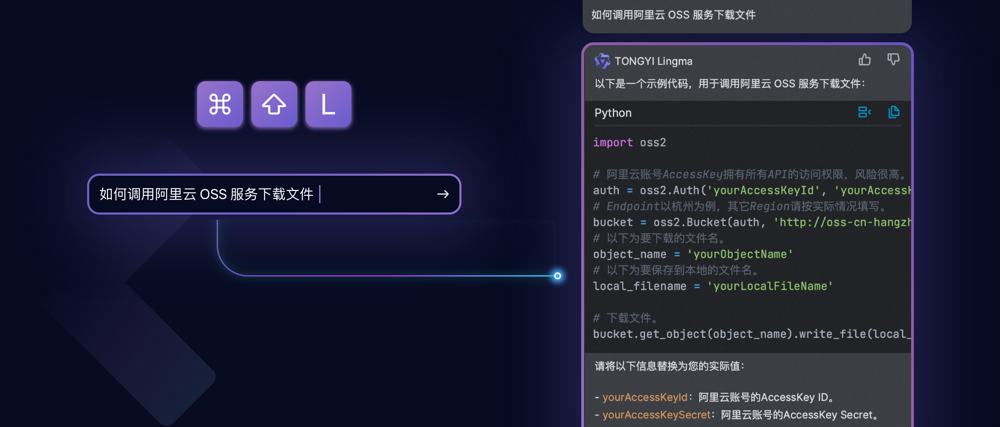 ⌘ ⇧ L
如何调用阿里云 OSS 服务下载文件
→
如何调用阿里云 OSS 服务下载文件
TONGYI Lingma
以下是一个示例代码，用于调用阿里云 OSS 服务下载文件：
Python
import oss2
# 阿里云账号AccessKey拥有所有API的访问权限，风险很高。
auth = oss2.Auth('yourAccessKeyId', 'yourAccessK
# Endpoint以杭州为例，其它Region请按实际情况填写。
bucket = oss2.Bucket(auth, 'http://oss-cn-hangzh
# 以下为要下载的文件名。
object_name = 'yourObjectName'
# 以下为要保存到本地的文件名。
local_filename = 'yourLocalFileName'
# 下载文件。
bucket.get_object(object_name).write_file(local_
请将以下信息替换为您的实际值：
- yourAccessKeyId：阿里云账号的AccessKey ID。
- yourAccessKeySecret：阿里云账号的AccessKey Secret。